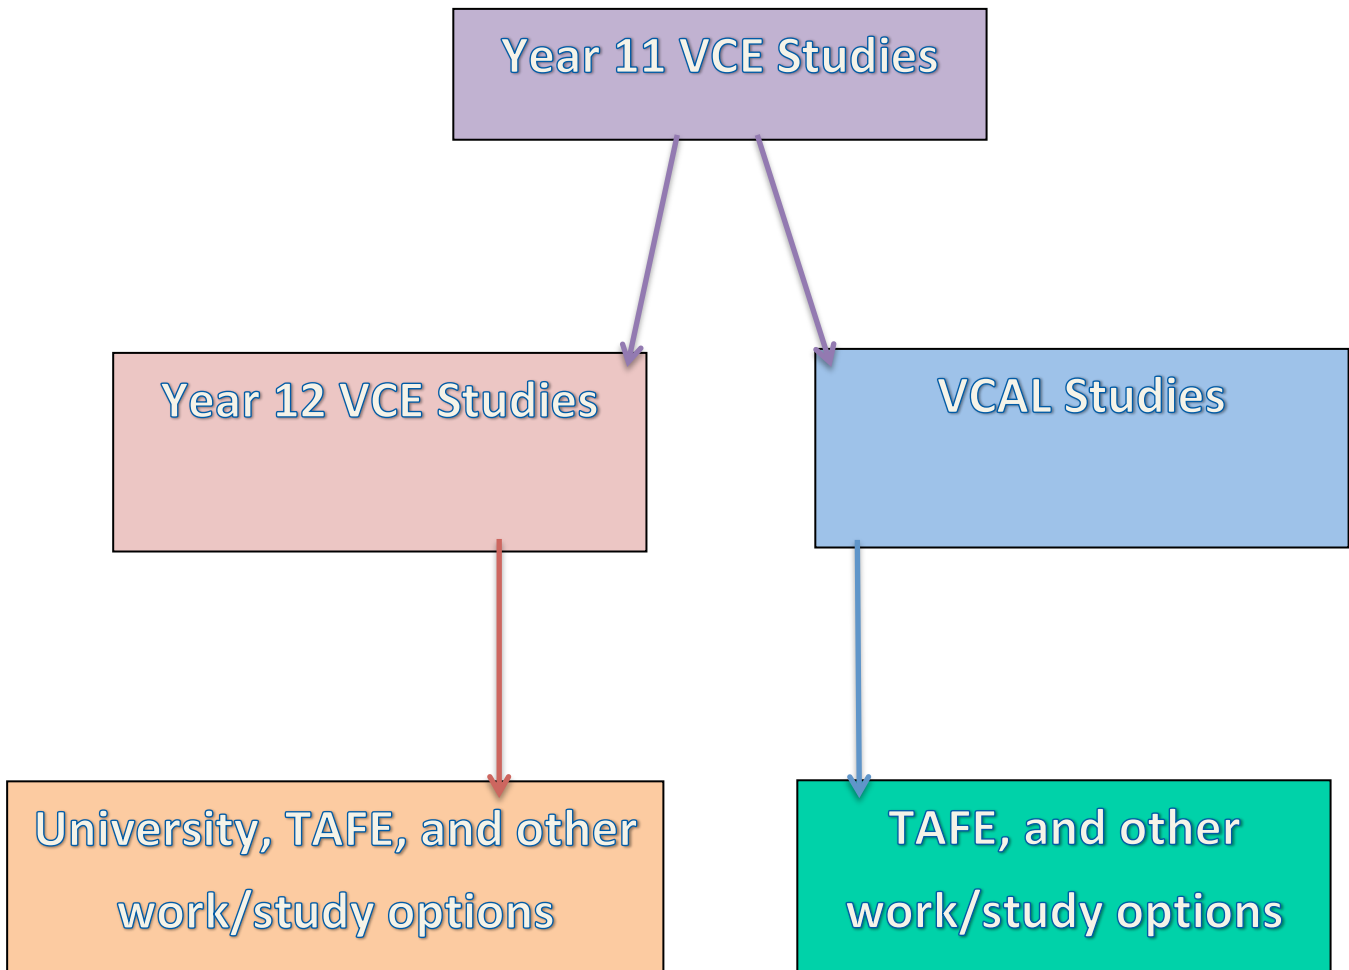 Year 11 VCE Studies
Year 12 VCE Studies
VCAL Studies
University, TAFE, and other
work/study options
TAFE, and other
work/study options